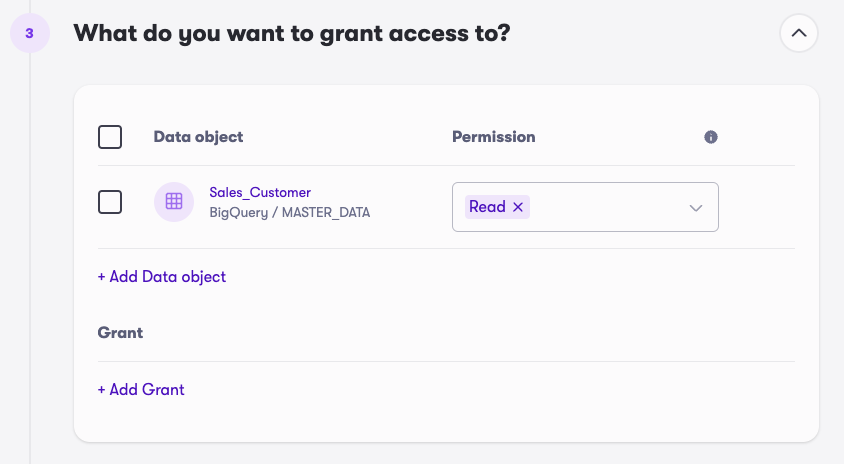 3
What do you want to grant access to?
Data object
Permission
Sales_Customer
BigQuery / MASTER_DATA
Read
+ Add Data object
Grant
+ Add Grant